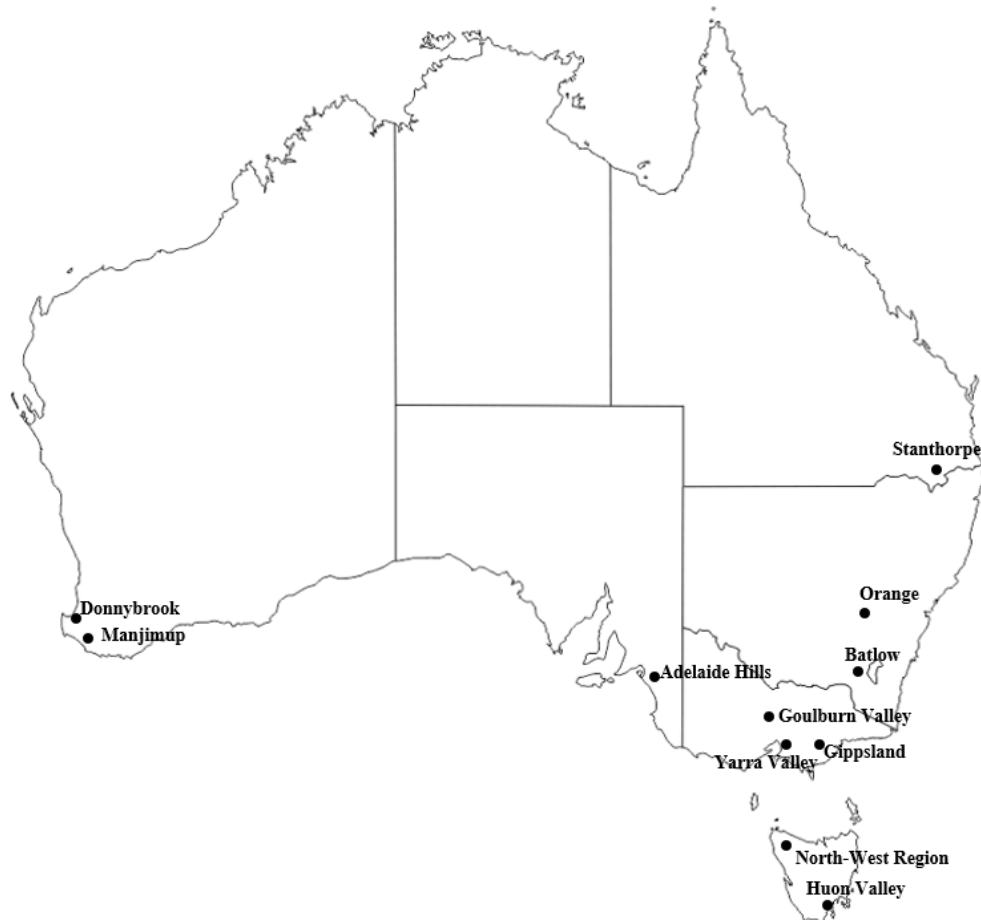 Stanthorpe
Orange
Donnybrook
Manjimup
Batlow
Adelaide Hills
Goulburn Valley
Gippsland
Yarra Valley
North-West Region
Huon Valley